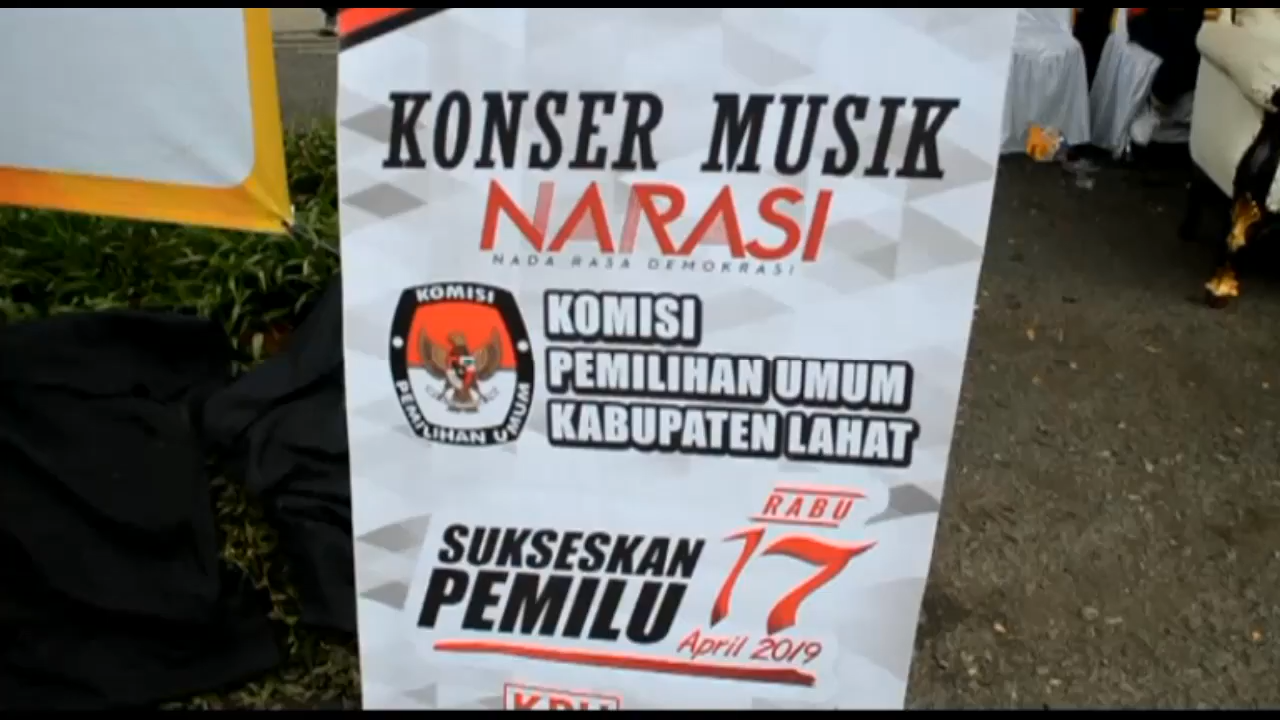 KONSER MUSIK
NARASI
NADA RASA DEMOKRASI
KOMISI
PEMILIHAN UMUM
KOMISI
PEMILIHAN UMUM
KABUPATEN LAHAT
RABU
17
SUKSESKAN
PEMILU
April 2019
KPU